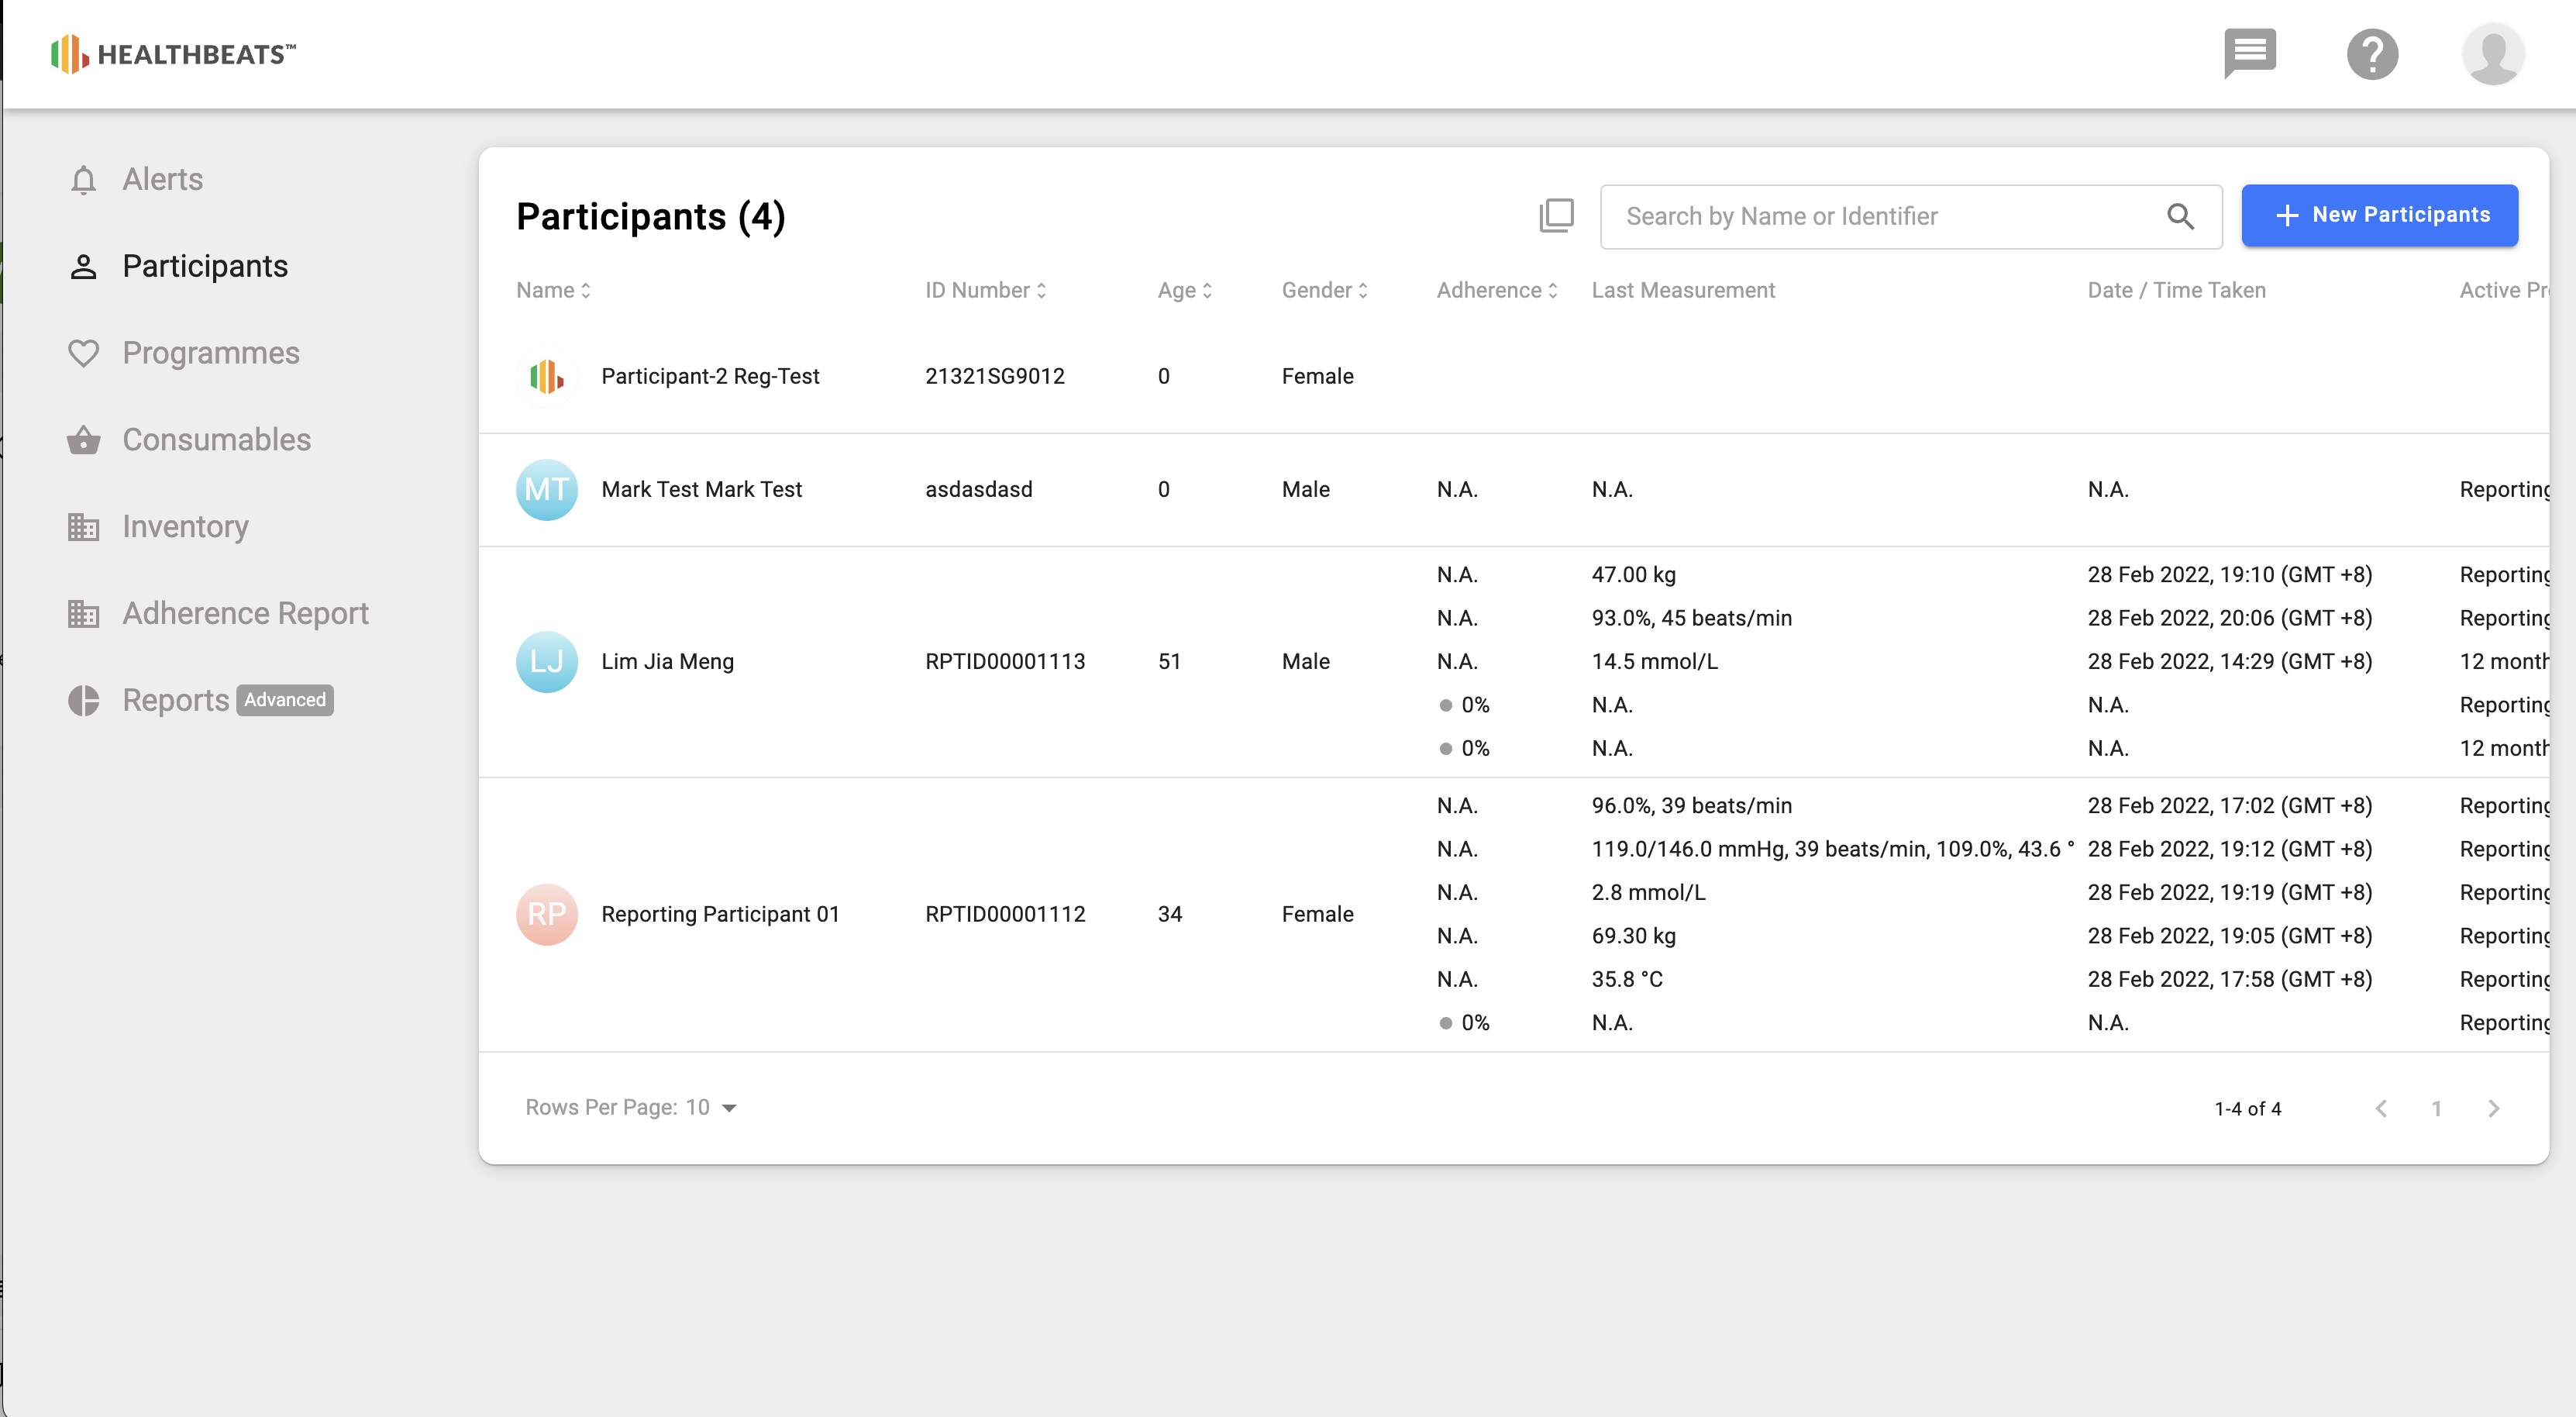 HEALTHBEATS™
Alerts
Participants
Programmes
Consumables
Inventory
Adherence Report
Reports Advanced
Participants (4)
Search by Name or Identifier
+ New Participants
Name ID Number Age Gender Adherence Last Measurement Date / Time Taken Active
Participant-2 Reg-Test 21321SG9012 0 Female
MT Mark Test Mark Test asdasdasd 0 Male N.A. N.A. N.A. Reporting
N.A. 47.00 kg 28 Feb 2022, 19:10 (GMT +8) Reporting
N.A. 93.0%, 45 beats/min 28 Feb 2022, 20:06 (GMT +8) Reporting
LJ Lim Jia Meng RPTID00001113 51 Male N.A. 14.5 mmol/L 28 Feb 2022, 14:29 (GMT +8) 12 month
0% N.A. N.A. Reporting
0% N.A. N.A. 12 month
N.A. 96.0%, 39 beats/min 28 Feb 2022, 17:02 (GMT +8) Reporting
N.A. 119.0/146.0 mmHg, 39 beats/min, 109.0%, 43.6 ° 28 Feb 2022, 19:12 (GMT +8) Reporting
N.A. 2.8 mmol/L 28 Feb 2022, 19:19 (GMT +8) Reporting
RP Reporting Participant 01 RPTID00001112 34 Female
N.A. 69.30 kg 28 Feb 2022, 19:05 (GMT +8) Reporting
N.A. 35.8 °C 28 Feb 2022, 17:58 (GMT +8) Reporting
0% N.A. N.A. Reporting
Rows Per Page: 10
1-4 of 4
1